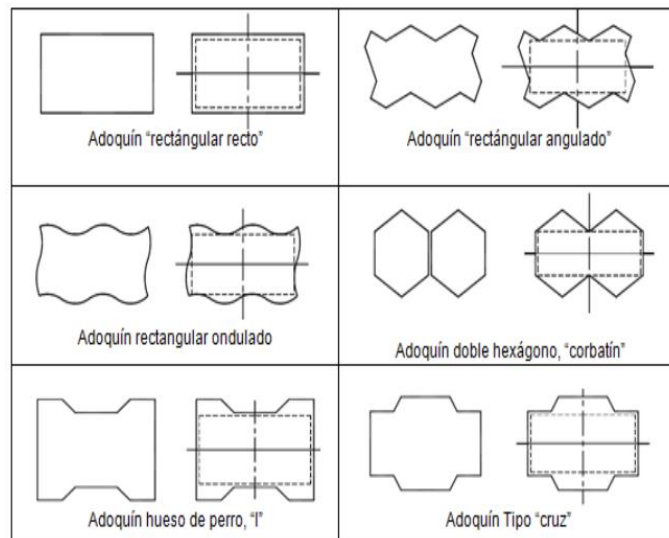 Adoquín “rectángular recto”
Adoquín “rectángular angulado”
Adoquín rectangular ondulado
Adoquín doble hexágono, “corbatín”
Adoquín hueso de perro, “I”
Adoquín Tipo “cruz”